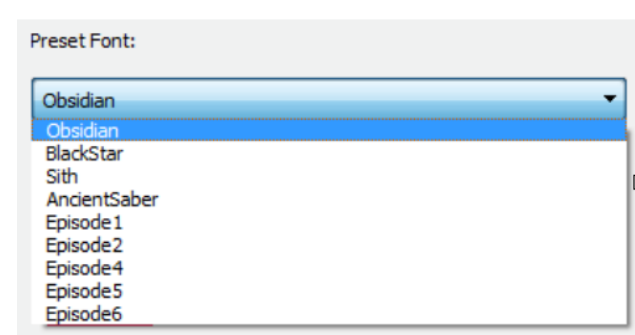 Preset Font:
Obsidian
Obsidian
BlackStar
Sith
AncientSaber
Episode1
Episode2
Episode4
Episode5
Episode6